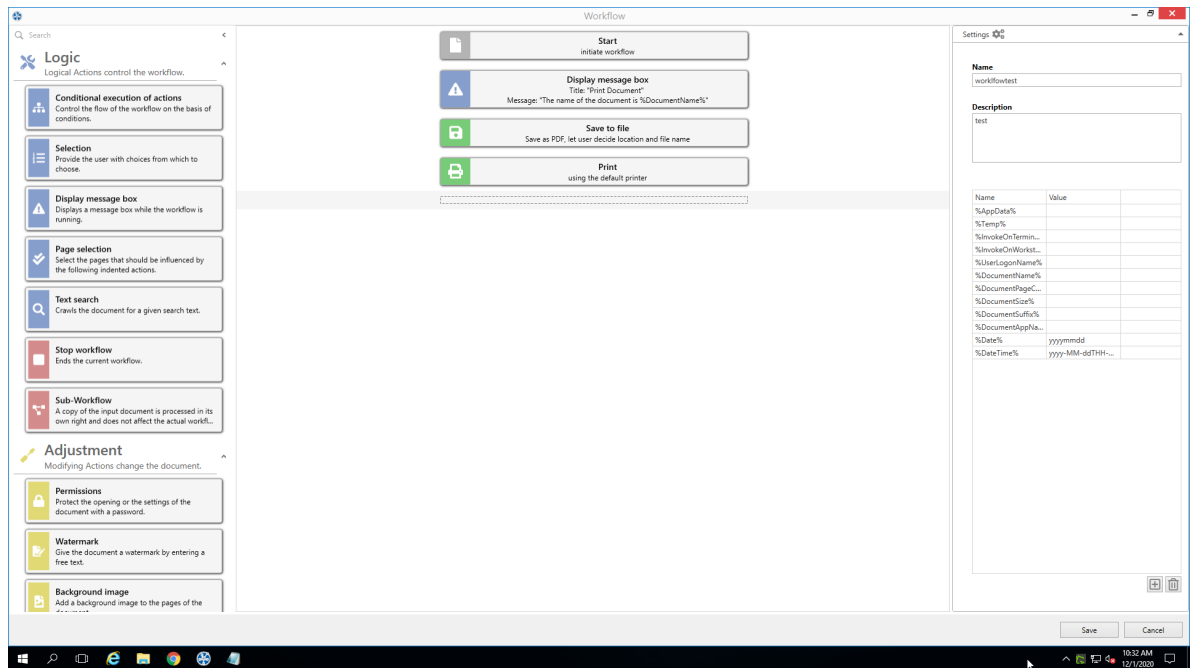 Workflow
Search
Logic
Logical Actions control the workflow.
Conditional execution of actions
Control the flow of the workflow on the basis of
conditions.
Selection
Provide the user with choices from which to
choose.
Display message box
Displays a message box while the workflow is
running.
Page selection
Select the pages that should be influenced by
the following indented actions.
Text search
Crawls the document for a given search text.
Stop workflow
Ends the current workflow.
Sub-Workflow
A copy of the input document is processed in its
own right and does not affect the actual workfl...
Adjustment
Modifying Actions change the document.
Permissions
Protect the opening or the settings of the
document with a password.
Watermark
Give the document a watermark by entering a
free text.
Background image
Add a background image to the pages of the
Start
initiate workflow
Display message box
Title: "Print Document"
Message: "The name of the document is %DocumentName%"
Save to file
Save as PDF, let user decide location and file name
Print
using the default printer
Settings
Name
worklfowtest
Description
test
Name Value
%AppData%
%Temp%
%InvokeOnTermin...
%InvokeOnWorkst...
%UserLogonName%
%DocumentName%
%DocumentPageC...
%DocumentSize%
%DocumentSuffix%
%DocumentAppNa...
%Date% yyyymmdd
%DateTime% yyyy-MM-ddTHH-...
Save Cancel
10:32 AM
12/1/2020